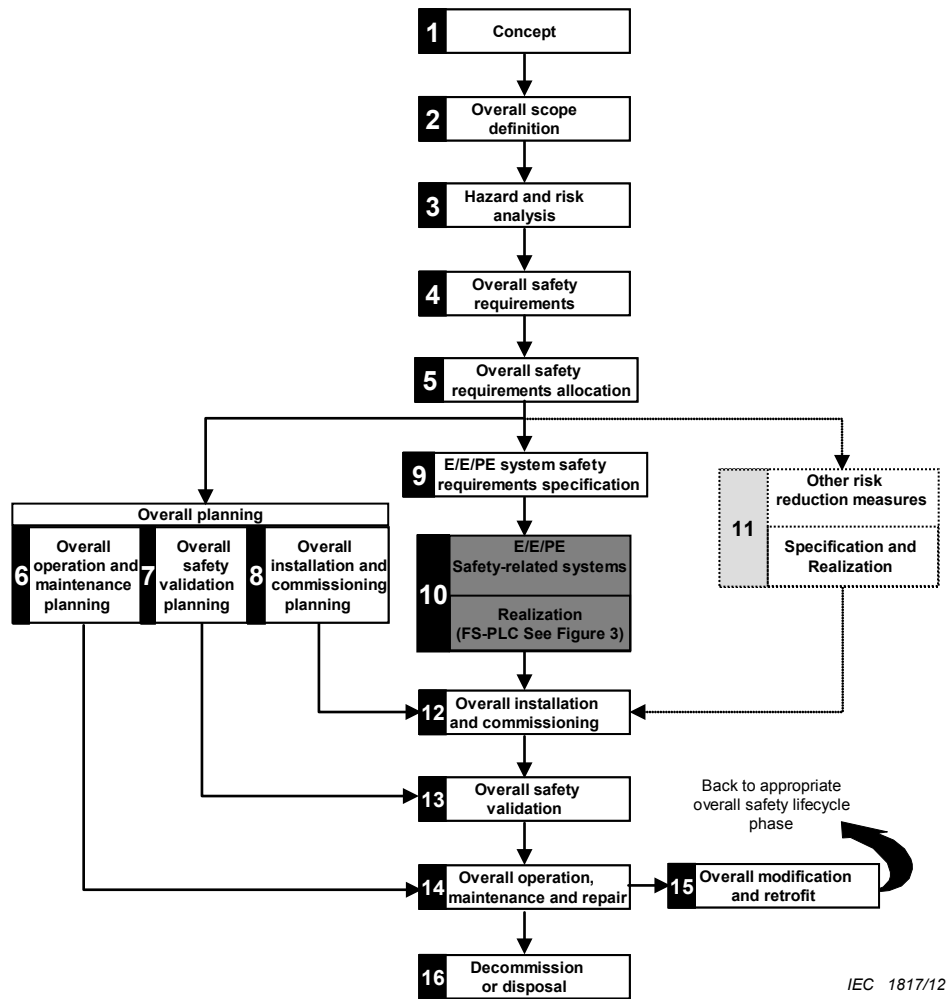 1
Concept
2
Overall scope
definition
3
Hazard and risk
analysis
4
Overall safety
requirements
5
Overall safety
requirements allocation
9
E/E/PE system safety
requirements specification
Overall planning
6
Overall
operation and
maintenance
planning
7
Overall
safety
validation
planning
8
Overall
installation and
commissioning
planning
10
E/E/PE
Safety-related systems
Realization
(FS-PLC See Figure 3)
11
Other risk
reduction measures
Specification and
Realization
12
Overall installation
and commissioning
13
Overall safety
validation
Back to appropriate
overall safety lifecycle
phase
14
Overall operation,
maintenance and repair
15
Overall modification
and retrofit
16
Decommission
or disposal
IEC 1817/12